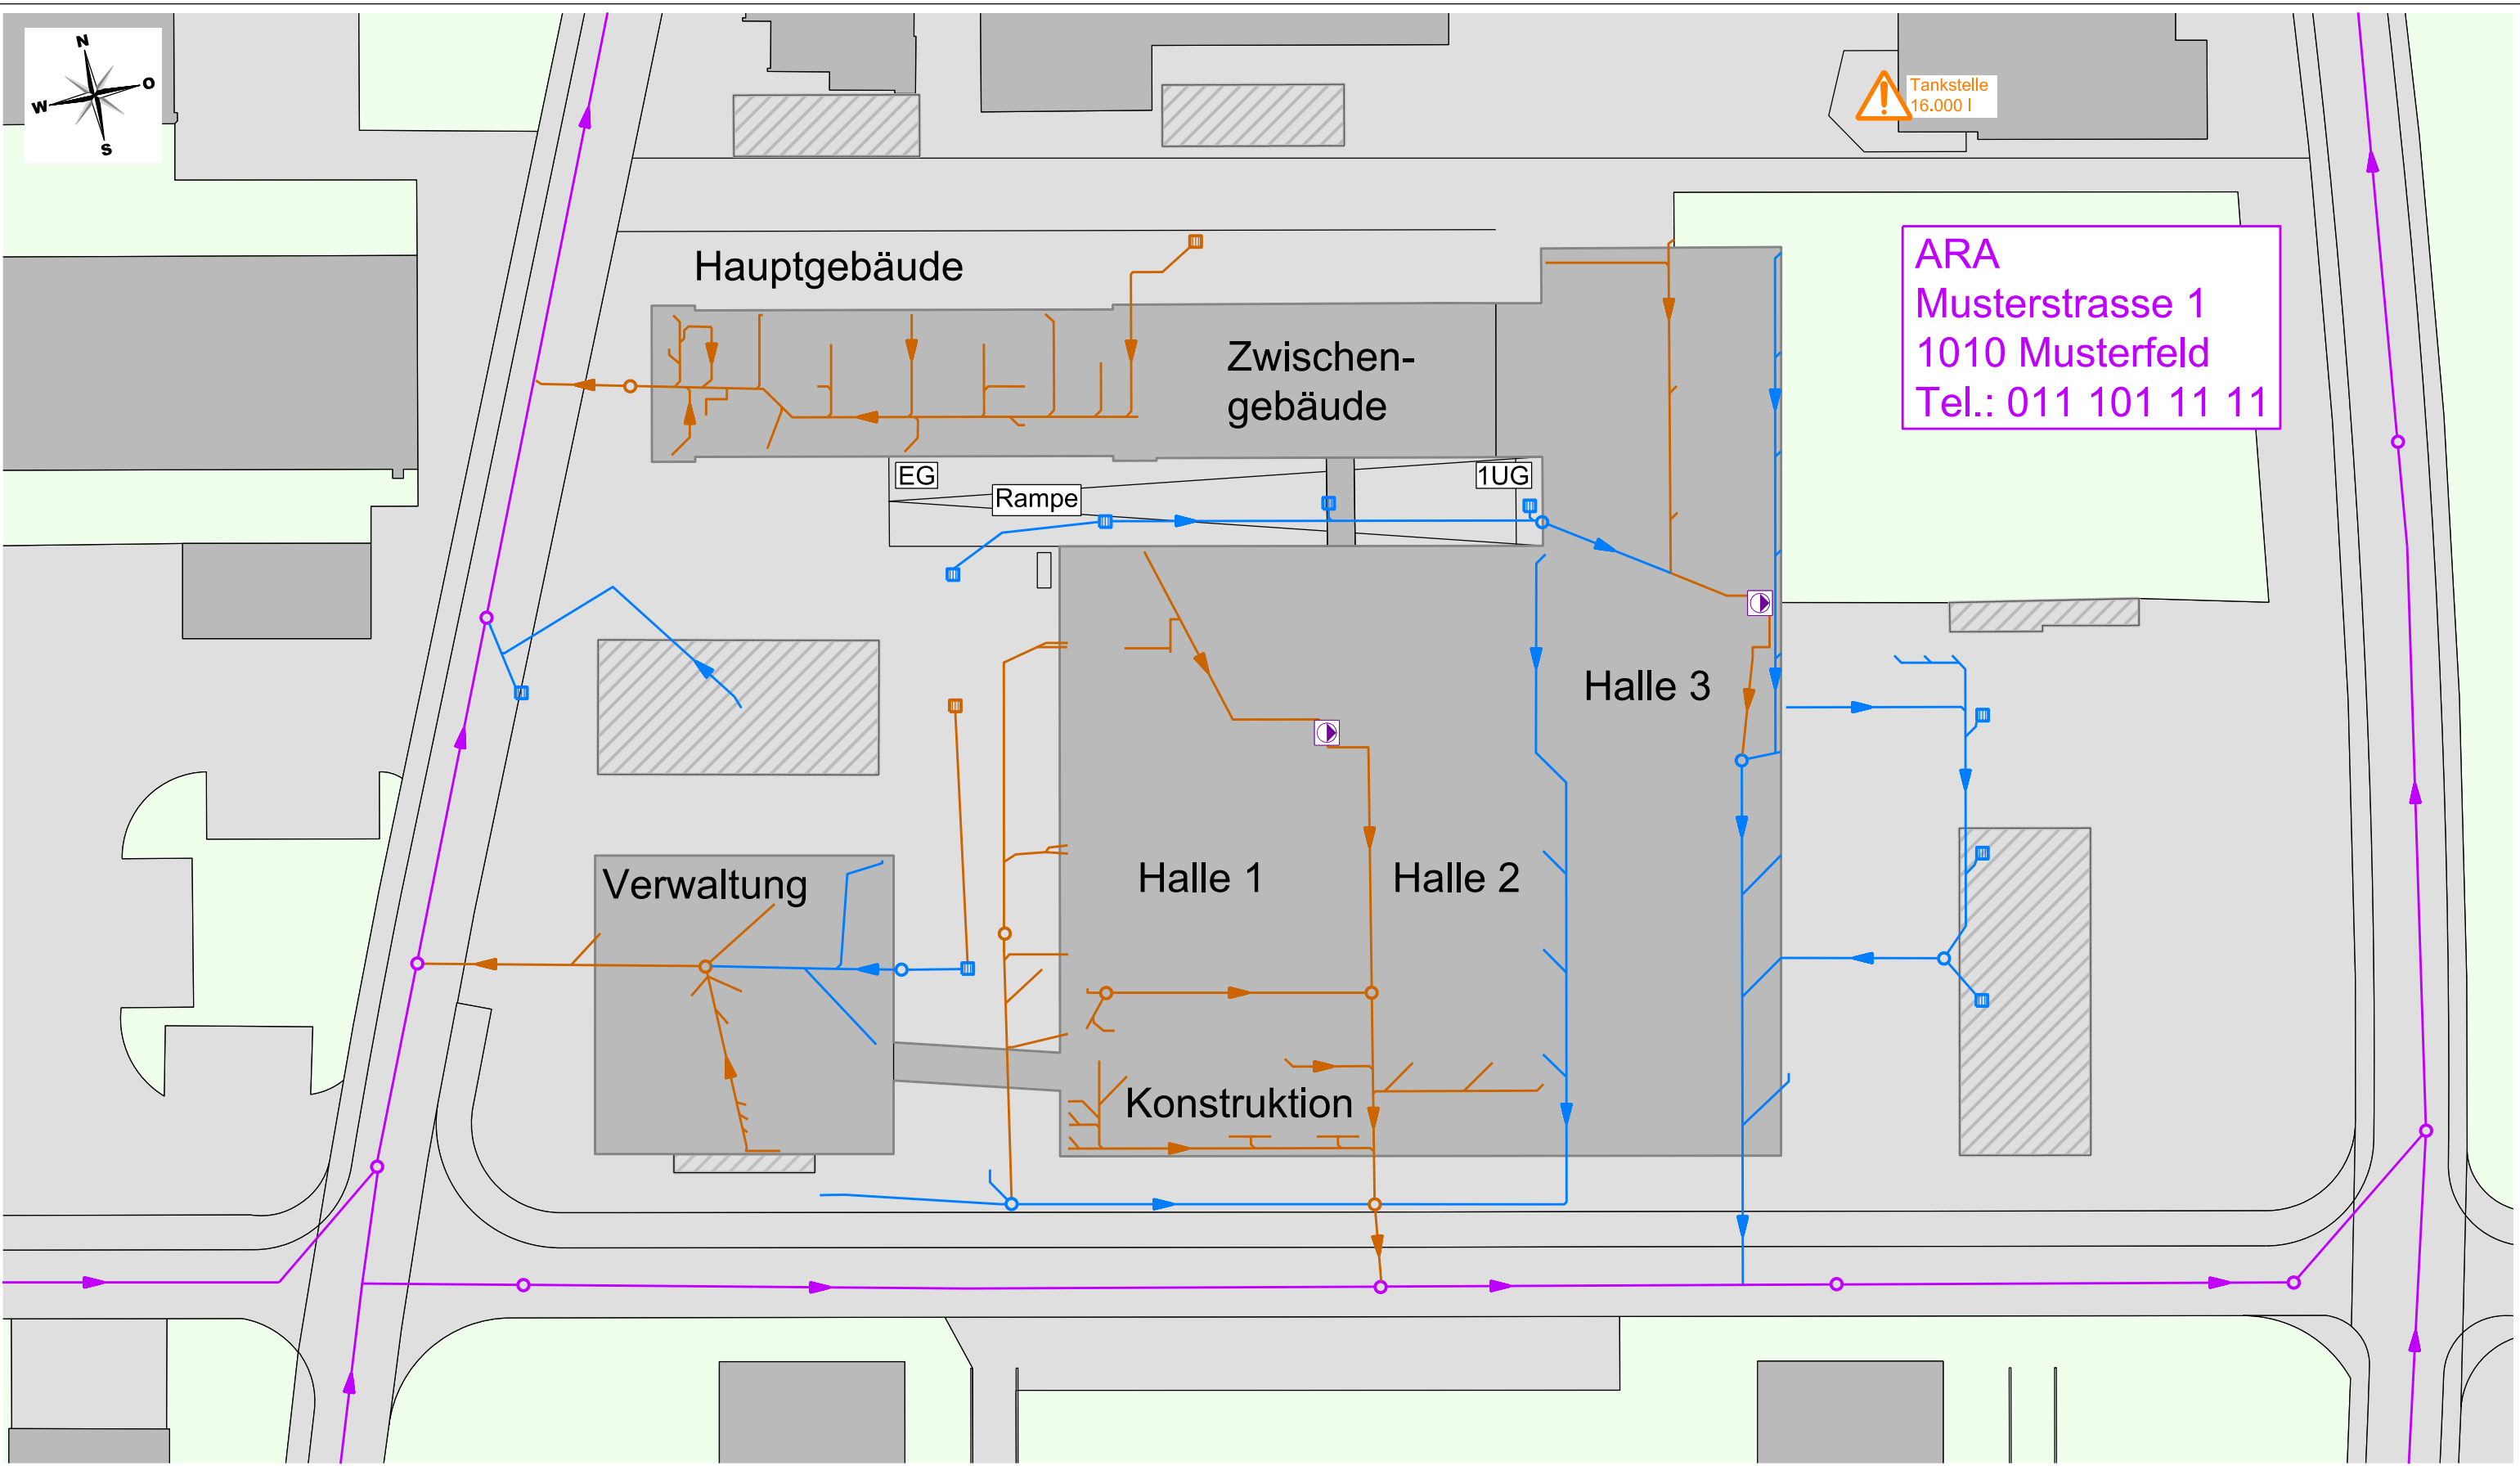 N
W
O
S
Tankstelle
16.000 l
ARA
Musterstrasse 1
1010 Musterfeld
Tel.: 011 101 11 11
Hauptgebäude
Zwischen-
gebäude
EG
Rampe
1UG
Halle 3
Verwaltung
Halle 1
Halle 2
Konstruktion